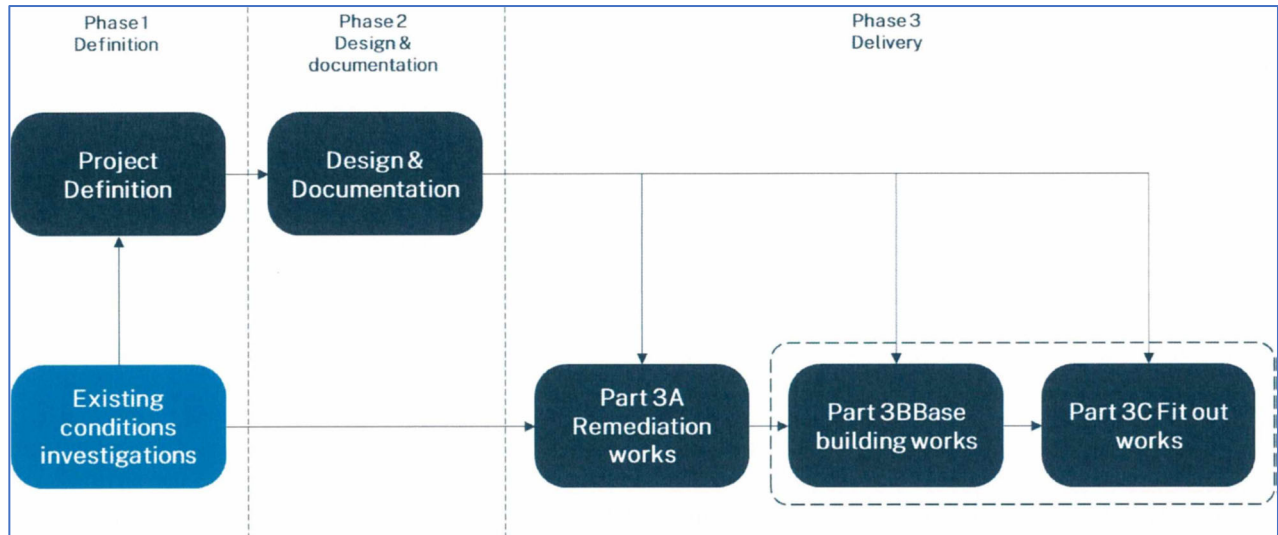 Phase 1
Definition
Phase 2
Design &
documentation
Phase 3
Delivery
Project
Definition
Design &
Documentation
Existing
conditions
investigations
Part 3A
Remediation
works
Part 3BBase
building works
Part 3C Fit out
works